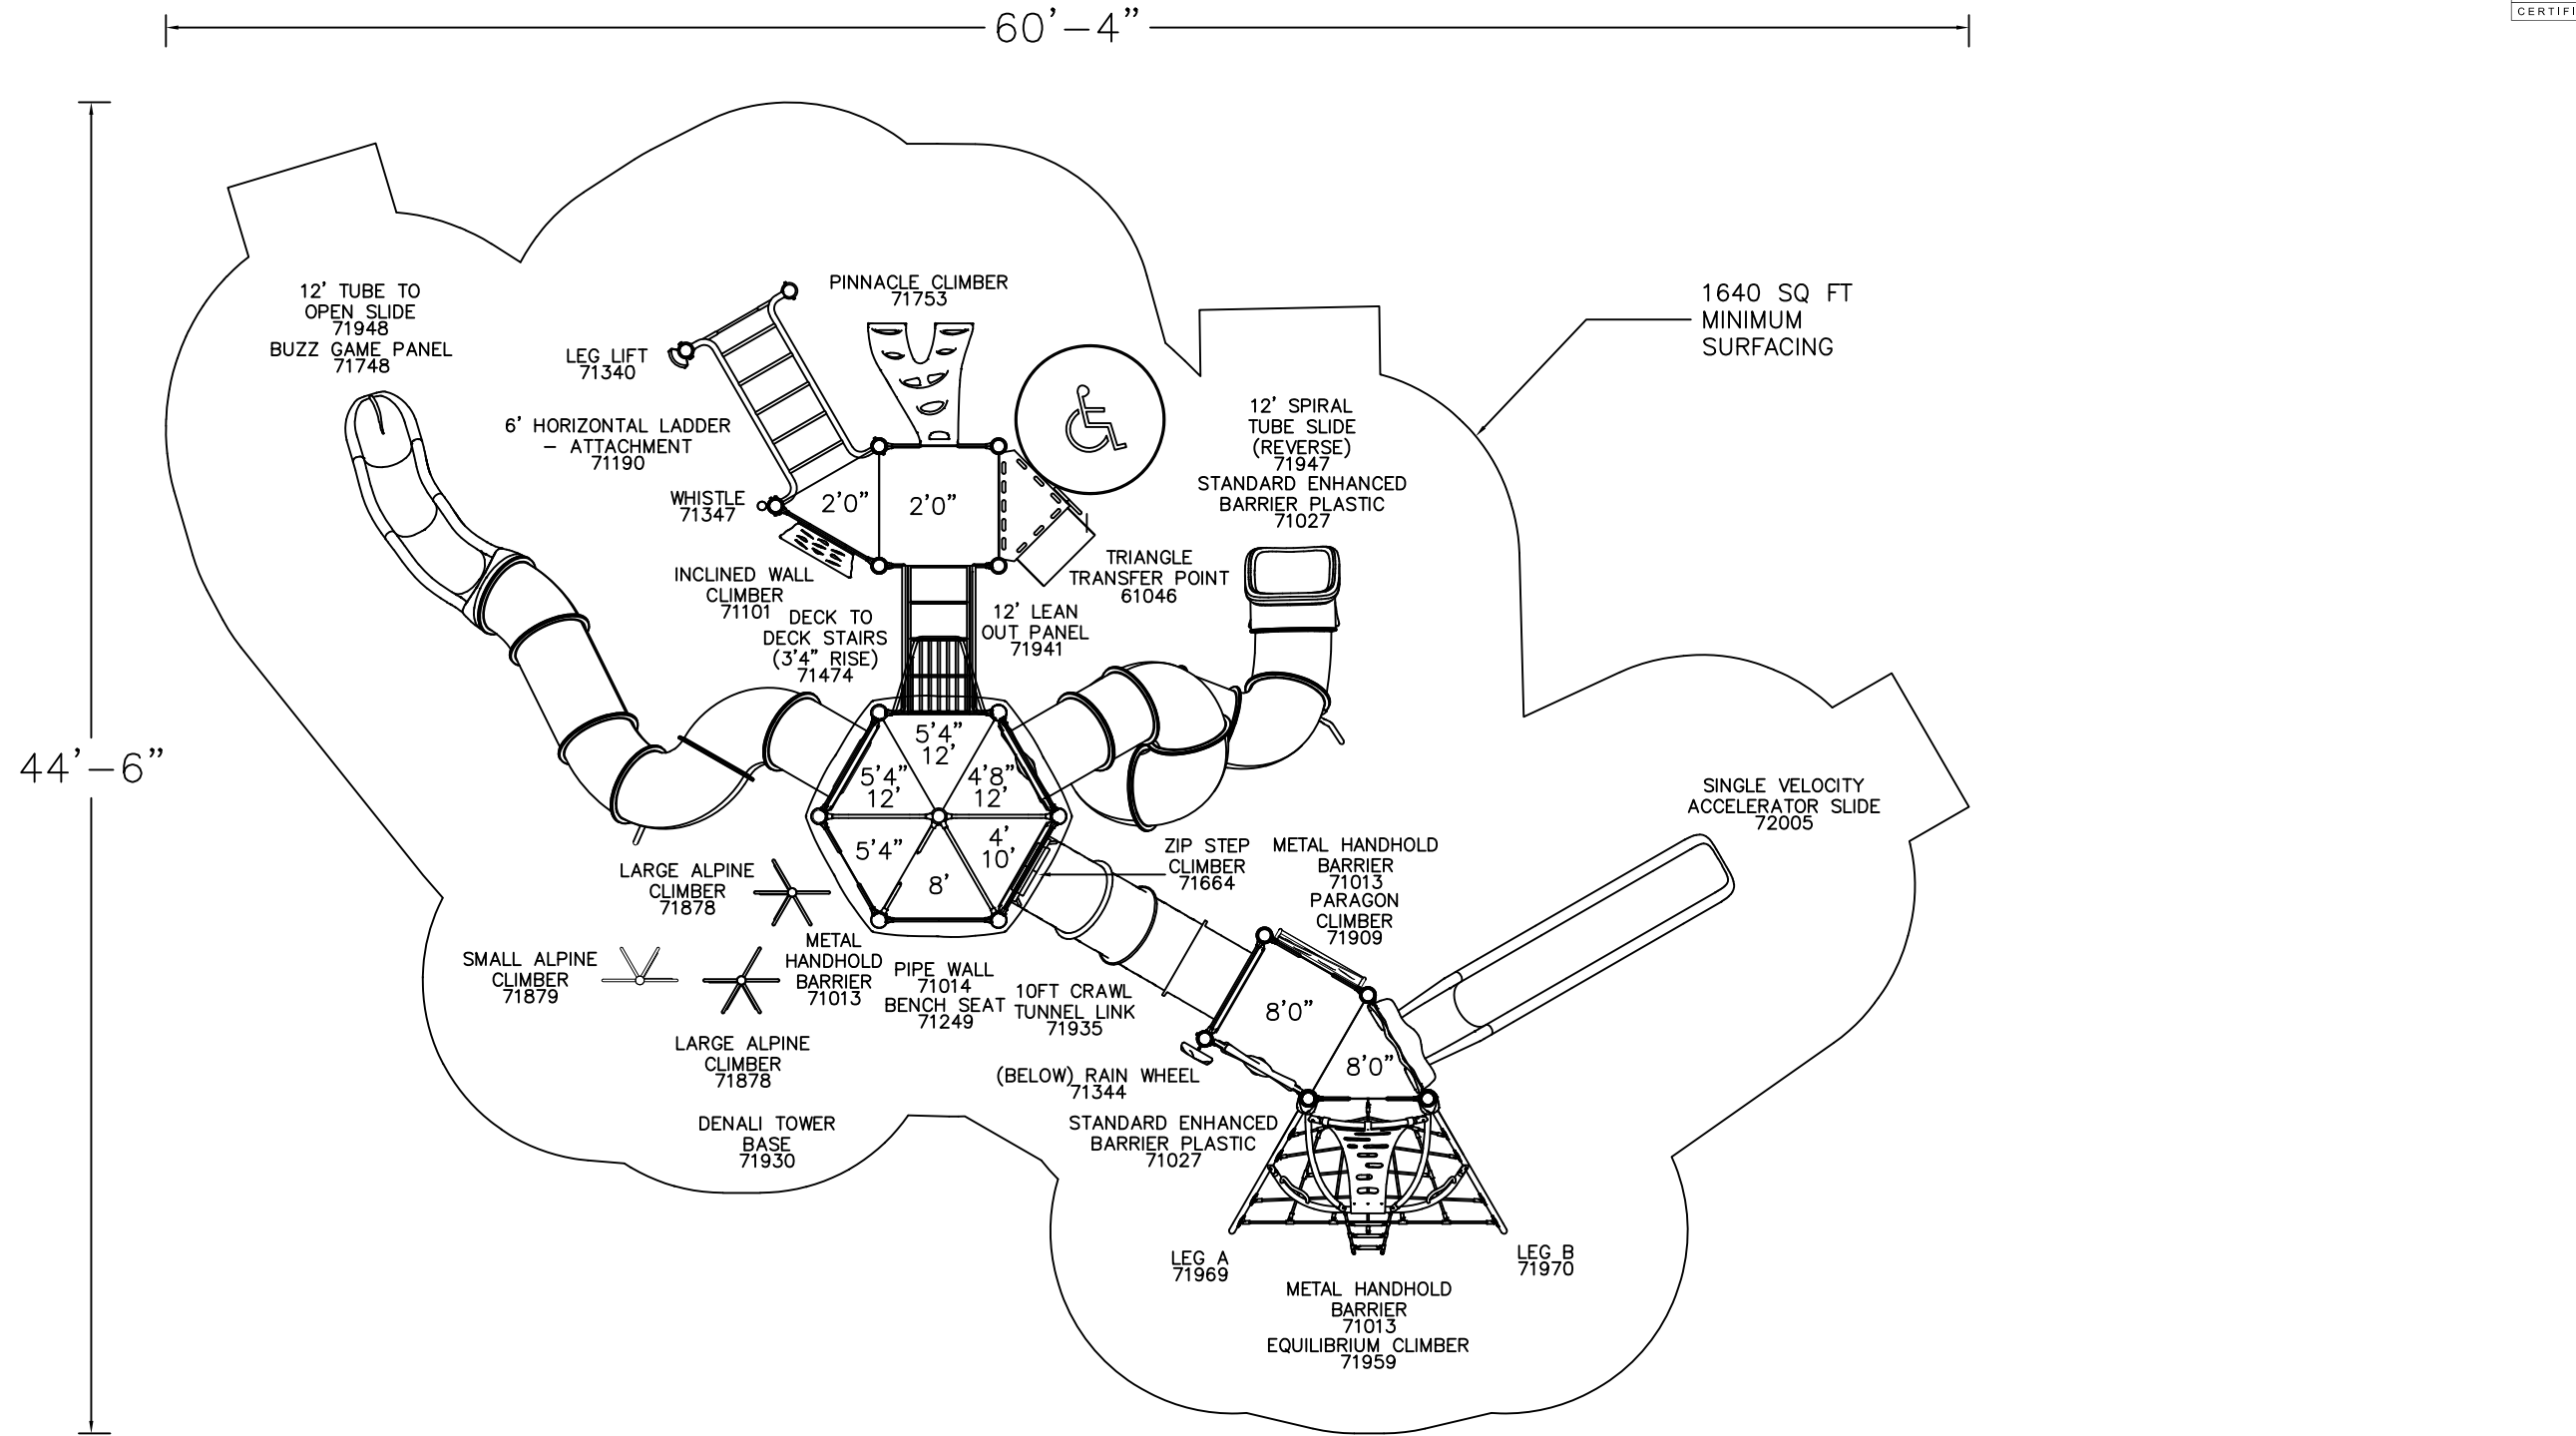 60'-4"
CERTIFI
44'-6"
12' TUBE TO
OPEN SLIDE
71948
BUZZ GAME PANEL
71748
PINNACLE CLIMBER
71753
LEG LIFT
71340
6' HORIZONTAL LADDER
- ATTACHMENT
71190
WHISTLE
71347
2'0"
2'0"
1640 SQ FT
MINIMUM
SURFACING
12' SPIRAL
TUBE SLIDE
(REVERSE)
71947
STANDARD ENHANCED
BARRIER PLASTIC
71027
INCLINED WALL
CLIMBER
71101
TRIANGLE
TRANSFER POINT
61046
DECK TO
DECK STAIRS
(3'4" RISE)
71474
12' LEAN
OUT PANEL
71941
5'4"
12'
5'4"
12'
4'8"
12'
5'4"
8'
4'
10'
SINGLE VELOCITY
ACCELERATOR SLIDE
72005
ZIP STEP
CLIMBER
71664
METAL HANDHOLD
BARRIER
71013
PARAGON
CLIMBER
71909
LARGE ALPINE
CLIMBER
71878
SMALL ALPINE
CLIMBER
71879
METAL
HANDHOLD
BARRIER
71013
PIPE WALL
71014
BENCH SEAT
71249
10FT CRAWL
TUNNEL LINK
71935
8'0"
8'0"
LARGE ALPINE
CLIMBER
71878
(BELOW) RAIN WHEEL
71344
DENALI TOWER
BASE
71930
STANDARD ENHANCED
BARRIER PLASTIC
71027
LEG A
71969
LEG B
71970
METAL HANDHOLD
BARRIER
71013
EQUILIBRIUM CLIMBER
71959